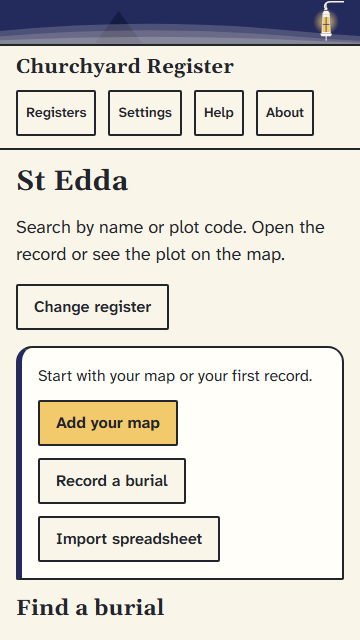 Churchyard Register
Registers
Settings
Help
About
St Edda
Search by name or plot code. Open the
record or see the plot on the map.
Change register
Start with your map or your first record.
Add your map
Record a burial
Import spreadsheet
Find a burial